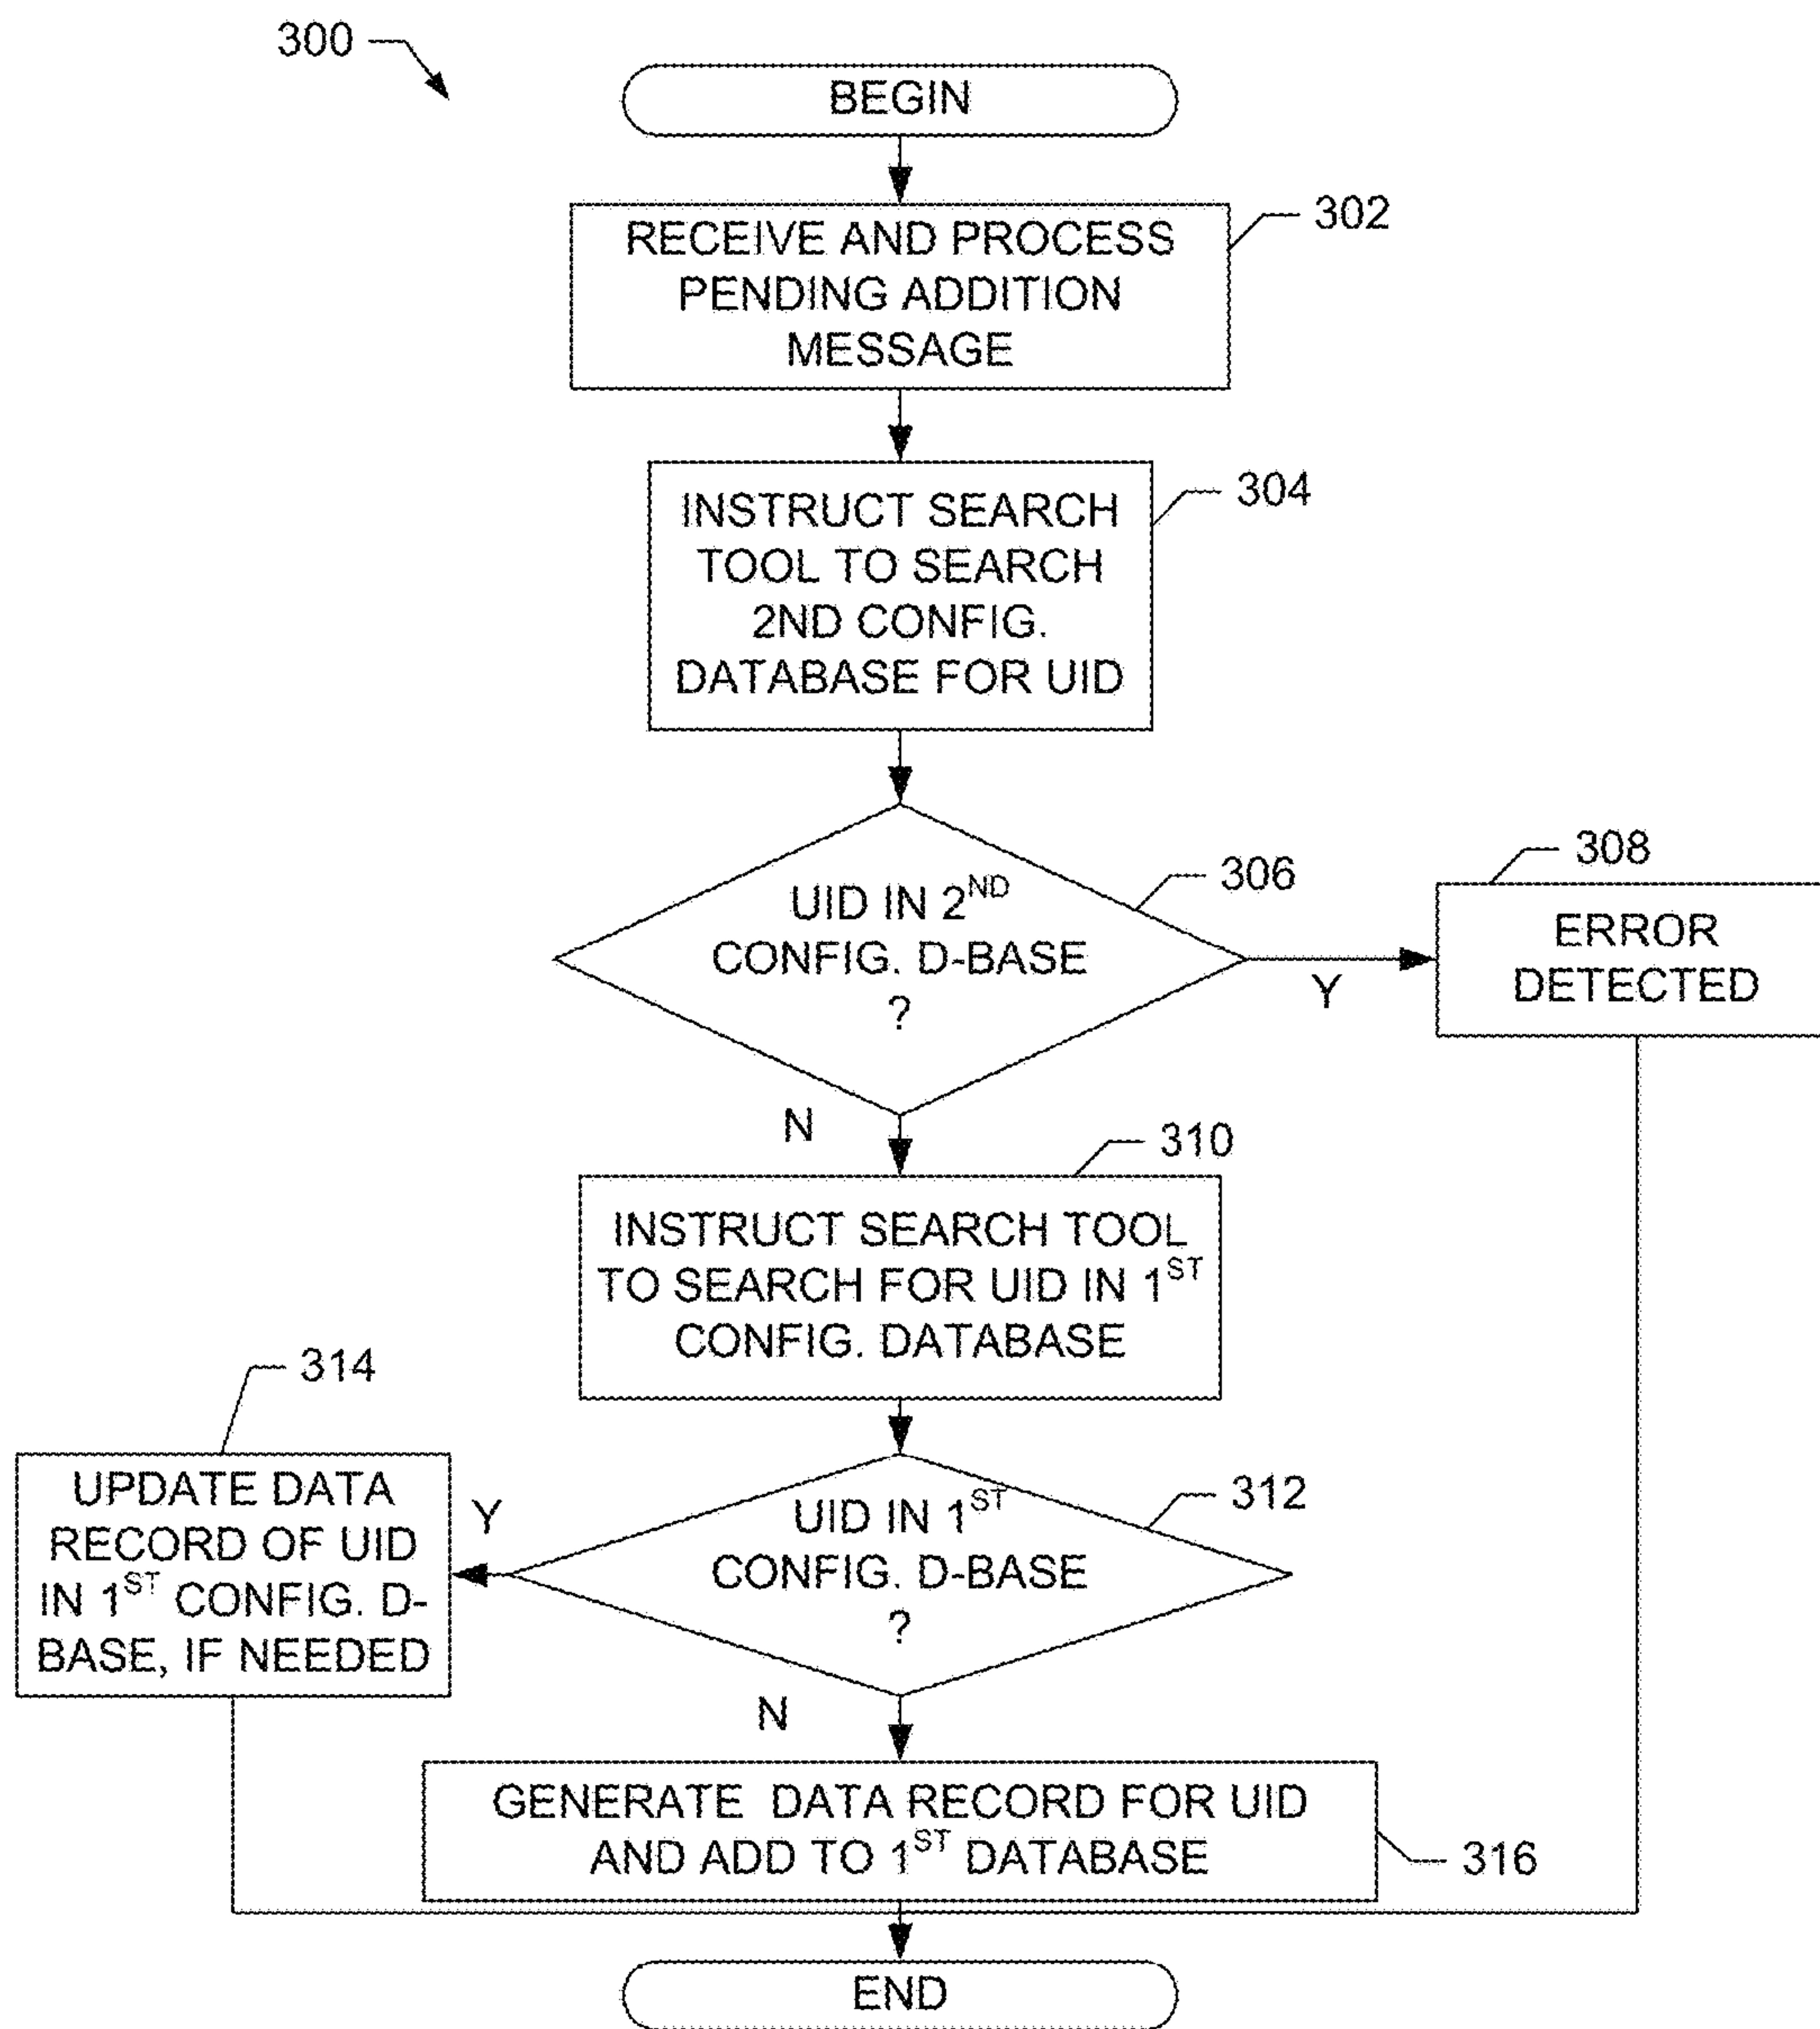 300
BEGIN
RECEIVE AND PROCESS
PENDING ADDITION
MESSAGE
302
INSTRUCT SEARCH
TOOL TO SEARCH
2ND CONFIG.
DATABASE FOR UID
304
UID IN 2ND
CONFIG. D-BASE
?
306
Y
308
ERROR
DETECTED
N
310
INSTRUCT SEARCH TOOL
TO SEARCH FOR UID IN 1ST
CONFIG. DATABASE
312
UID IN 1ST
CONFIG. D-BASE
?
Y
314
UPDATE DATA
RECORD OF UID
IN 1ST CONFIG. D-
BASE, IF NEEDED
N
GENERATE DATA RECORD FOR UID
AND ADD TO 1ST DATABASE
316
END